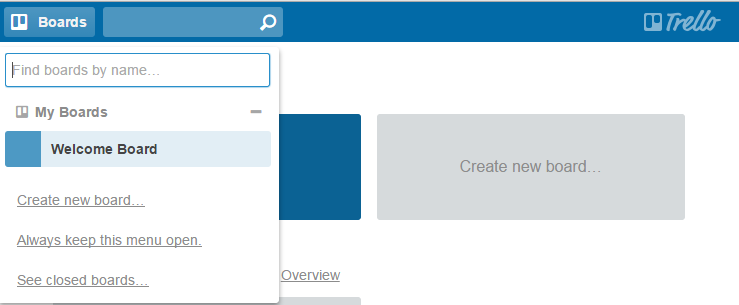 Boards
Trello
Find boards by name…
My Boards
Welcome Board
Create new board…
Create new board…
Always keep this menu open.
Overview
See closed boards…